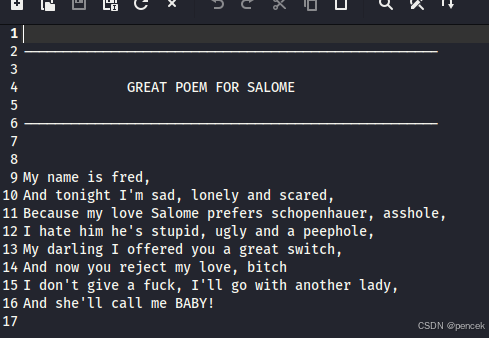 1
2 ------------------------------------------------------
3
4 GREAT POEM FOR SALOME
5
6 ------------------------------------------------------
7
8
9 My name is fred,
10 And tonight I'm sad, lonely and scared,
11 Because my love Salome prefers schopenhauer, asshole,
12 I hate him he's stupid, ugly and a peephole,
13 My darling I offered you a great switch,
14 And now you reject my love, bitch
15 I don't give a fuck, I'll go with another lady,
16 And she'll call me BABY!
17
CSDN @pencek